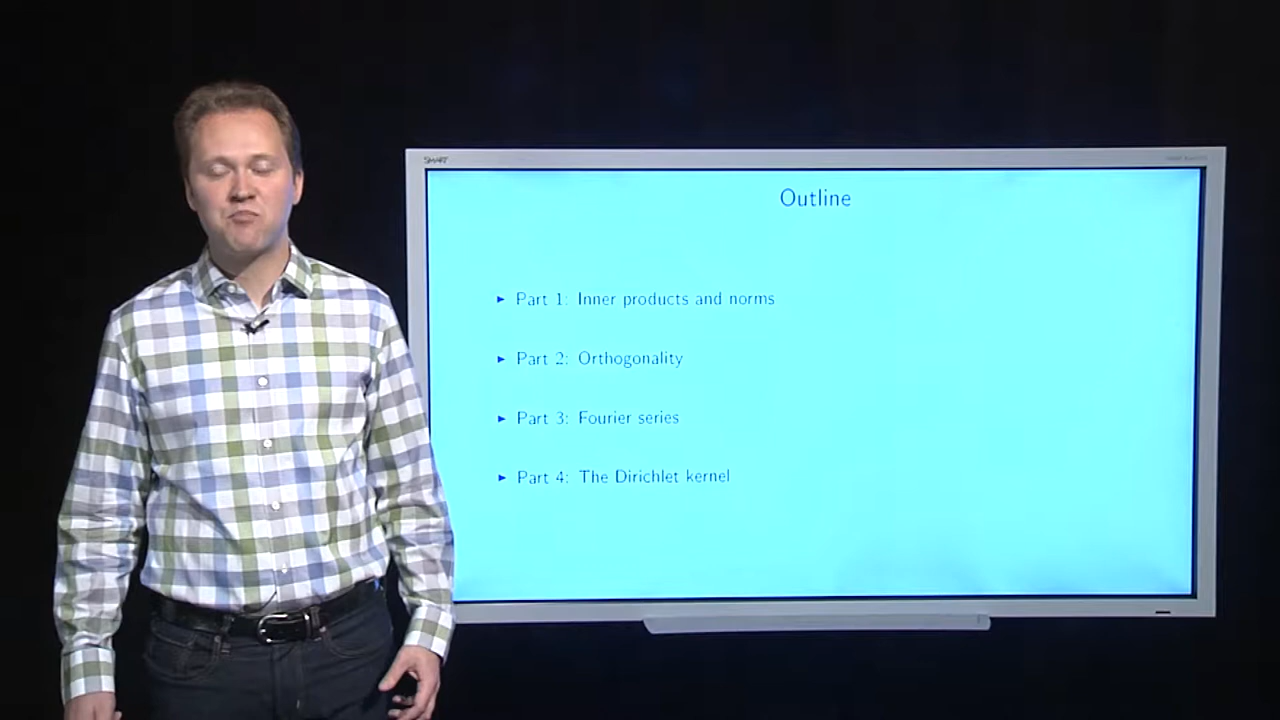 SMART
Outline
► Part 1: Inner products and norms
► Part 2: Orthogonality
► Part 3: Fourier series
► Part 4: The Dirichlet kernel